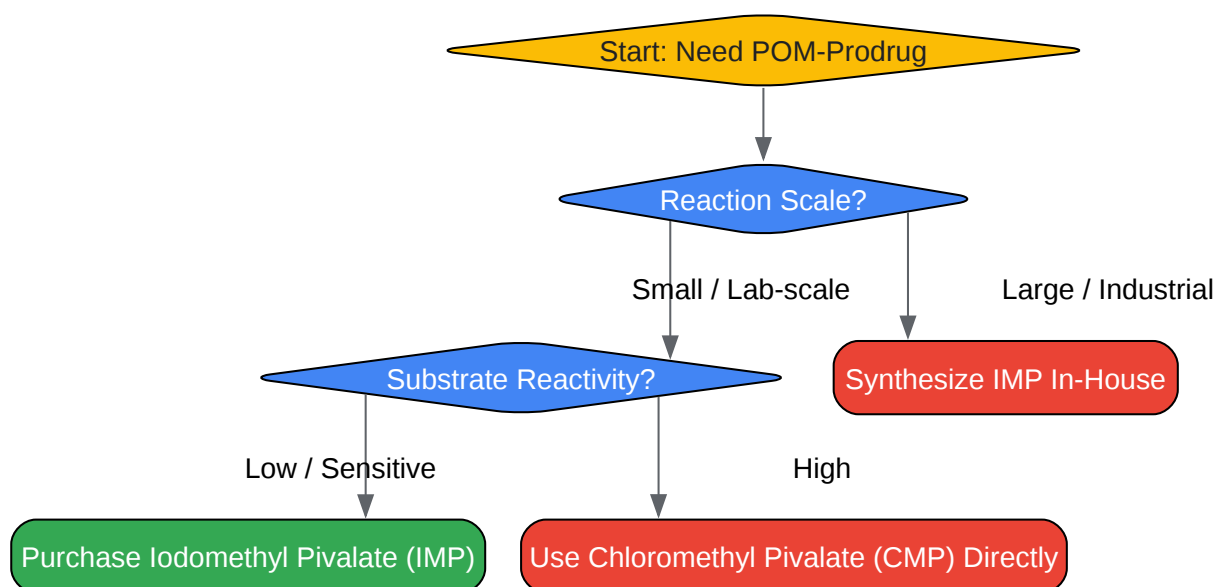 Start: Need POM-Prodrug
Reaction Scale?
Small / Lab-scale
Large / Industrial
Substrate Reactivity?
Synthesize IMP In-House
Low / Sensitive
High
Purchase Iodomethyl Pivalate (IMP)
Use Chloromethyl Pivalate (CMP) Directly